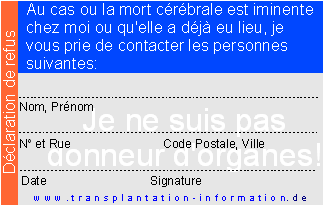 Déclaration de refus
Au cas ou la mort cérébrale est iminente
chez moi ou qu'elle a déjà eu lieu, je
vous prie de contacter les personnes
suivantes:
Nom, Prénom
Je ne suis pas
N° et Rue Code Postale, Ville
donneur d'organes!
Date Signature
www.transplantation-information.de